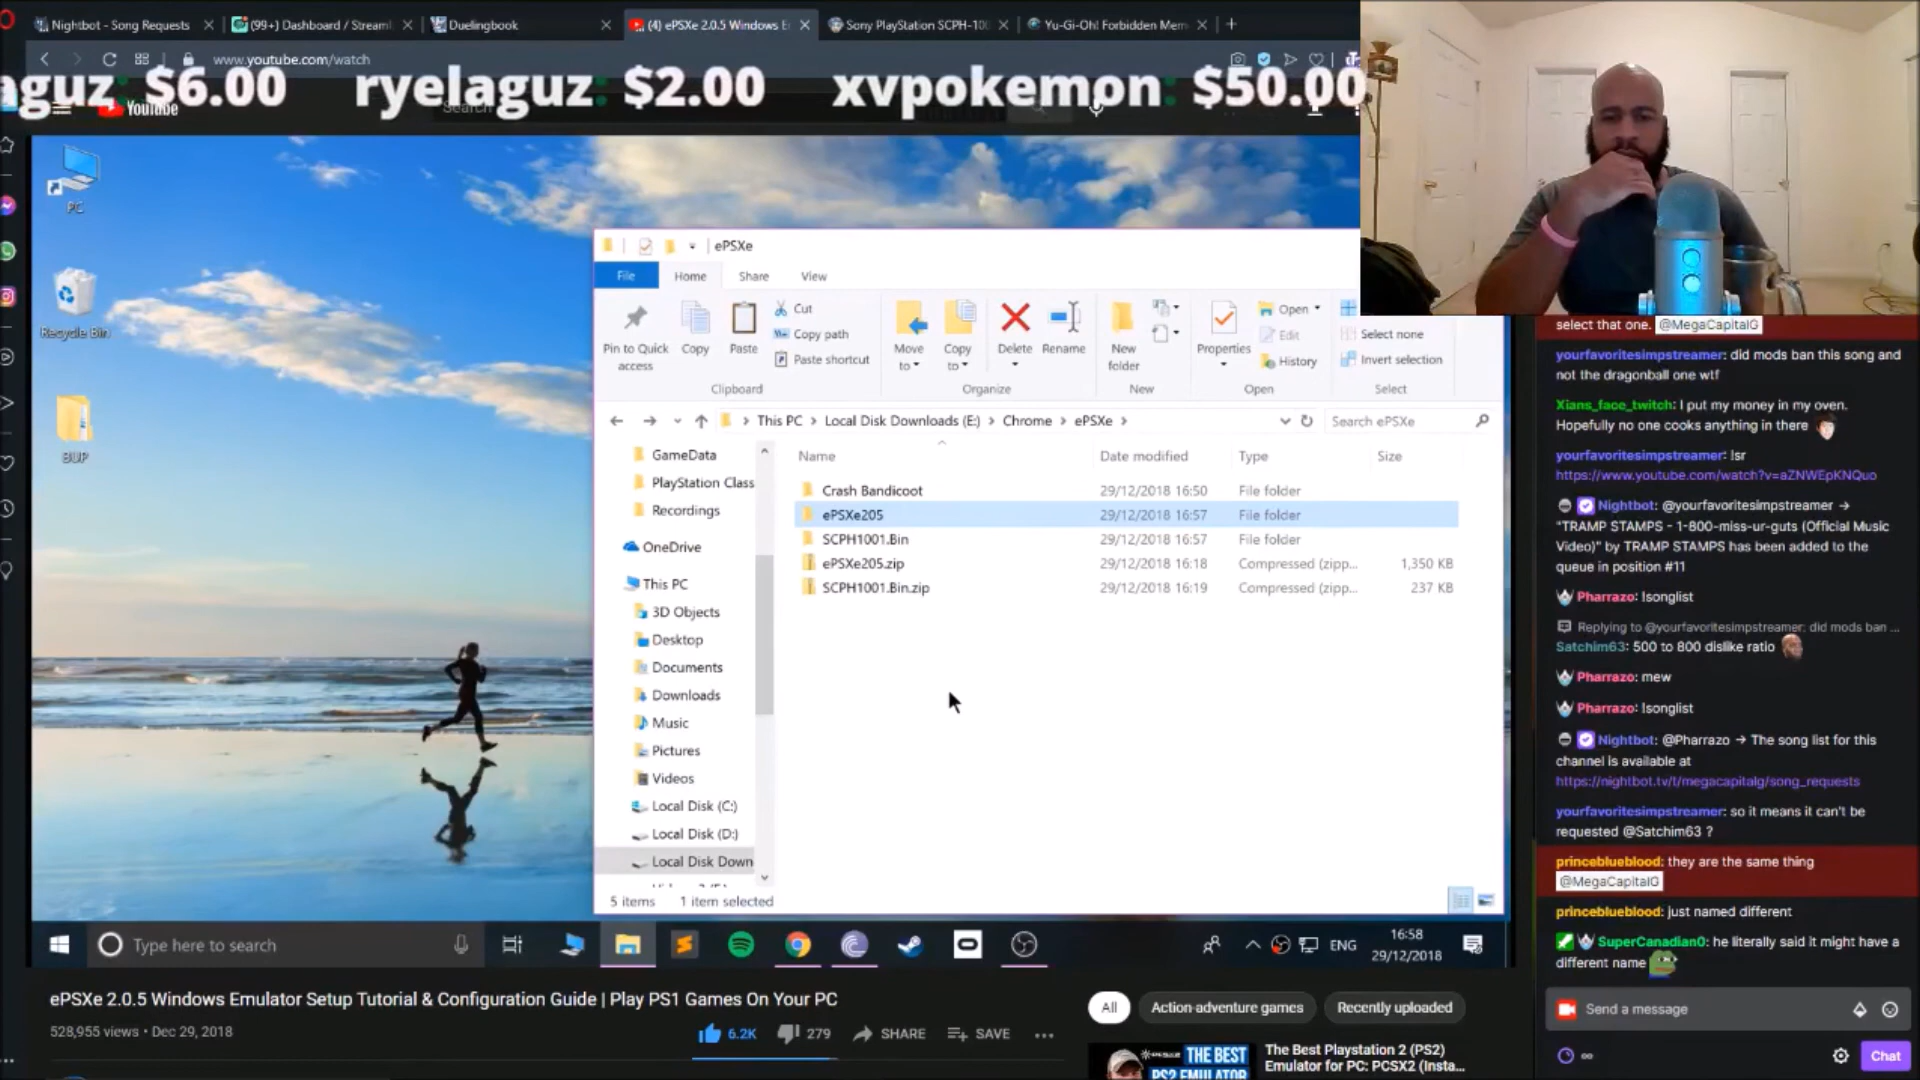 Nightbot - Song Requests
(99+) Dashboard / Streaml
Duelingbook
(4) ePSXe 2.0.5 Windows E
Sony PlayStation SCPH-100
Yu-Gi-Oh! Forbidden Mem
www.youtube.com/watch
aguz: $6.00 ryelaguz: $2.00 xvpokemon: $50.00
YouTube
Search
PC
Recycle Bin
BUP
ePSXe
File
Home
Share
View
Pin to Quick access
Copy
Paste
Cut
Copy path
Paste shortcut
Clipboard
Move to
Copy to
Delete
Rename
Organize
New folder
New
Properties
Open
Edit
History
Open
Select none
Invert selection
Select
This PC > Local Disk Downloads (E:) > Chrome > ePSXe >
Search ePSXe
GameData
PlayStation Class
Recordings
OneDrive
This PC
3D Objects
Desktop
Documents
Downloads
Music
Pictures
Videos
Local Disk (C:)
Local Disk (D:)
Local Disk Down
Name Date modified Type Size
Crash Bandicoot 29/12/2018 16:50 File folder
ePSXe205 29/12/2018 16:57 File folder
SCPH1001.Bin 29/12/2018 16:57 File folder
ePSXe205.zip 29/12/2018 16:18 Compressed (zipp... 1,350 KB
SCPH1001.Bin.zip 29/12/2018 16:19 Compressed (zipp... 237 KB
5 items 1 item selected
Type here to search
ENG
16:58
29/12/2018
ePSXe 2.0.5 Windows Emulator Setup Tutorial & Configuration Guide | Play PS1 Games On Your PC
528,955 views • Dec 29, 2018
6.2K
279
SHARE
SAVE
All
Action-adventure games
Recently uploaded
THE BEST
PS2 EMULATOR
The Best Playstation 2 (PS2)
Emulator for PC: PCSX2 (Insta...
select that one. @MegaCapitalG
yourfavoritesimpstreamer: did mods ban this song and
not the dragonball one wtf
Xians_face_twitch: I put my money in my oven.
Hopefully no one cooks anything in there
yourfavoritesimpstreamer: !sr
https://www.youtube.com/watch?v=aZNWEpKNQuo
Nightbot: @yourfavoritesimpstreamer →
"TRAMP STAMPS - 1-800-miss-ur-guts (Official Music
Video)" by TRAMP STAMPS has been added to the
queue in position #11
Pharrazo: !songlist
Replying to @yourfavoritesimpstreamer: did mods ban ...
Satchim63: 500 to 800 dislike ratio
Pharrazo: mew
Pharrazo: !songlist
Nightbot: @Pharrazo → The song list for this
channel is available at
https://nightbot.tv/t/megacapitalg/song_requests
yourfavoritesimpstreamer: so it means it can't be
requested @Satchim63 ?
princeblueblood: they are the same thing
@MegaCapitalG
princeblueblood: just named different
SuperCanadian0: he literally said it might have a
different name
Send a message
Chat